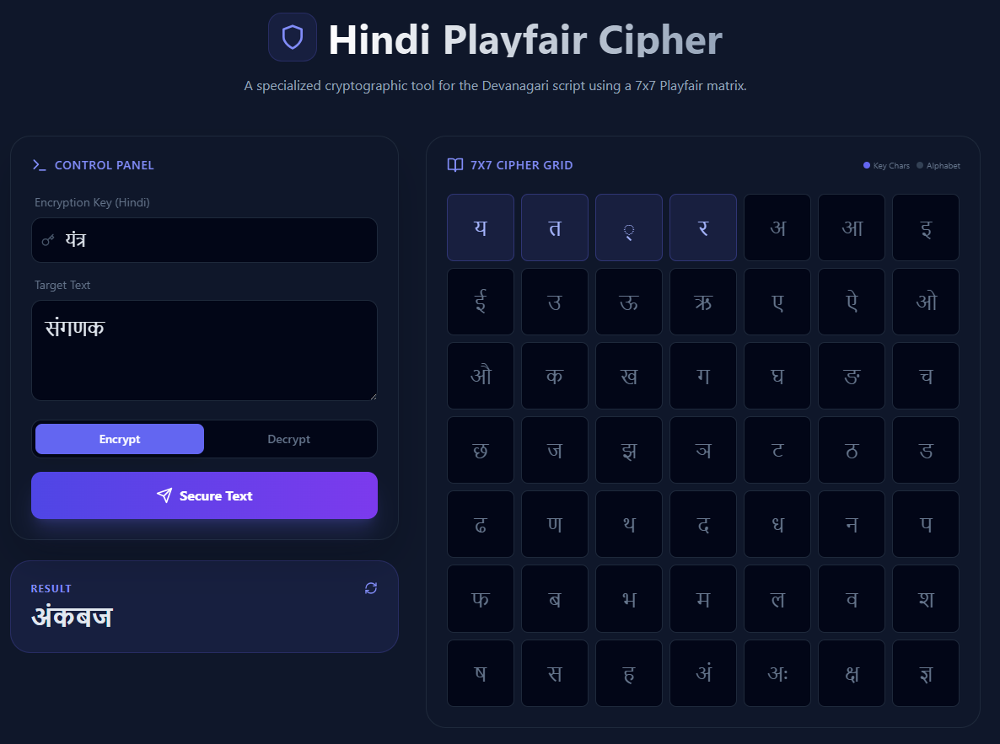 Hindi Playfair Cipher
A specialized cryptographic tool for the Devanagari script using a 7x7 Playfair matrix.
CONTROL PANEL
Encryption Key (Hindi)
यंत्र
Target Text
संगणक
Encrypt Decrypt
Secure Text
RESULT
अंकबज
7X7 CIPHER GRID
Key Chars Alphabet
य त ् र अ आ इ
ई उ ऊ ऋ ए ऐ ओ
औ क ख ग घ ङ च
छ ज झ ञ ट ठ ड
ढ ण थ द ध न प
फ ब भ म ल व श
ष स ह अं अः क्ष ज्ञ